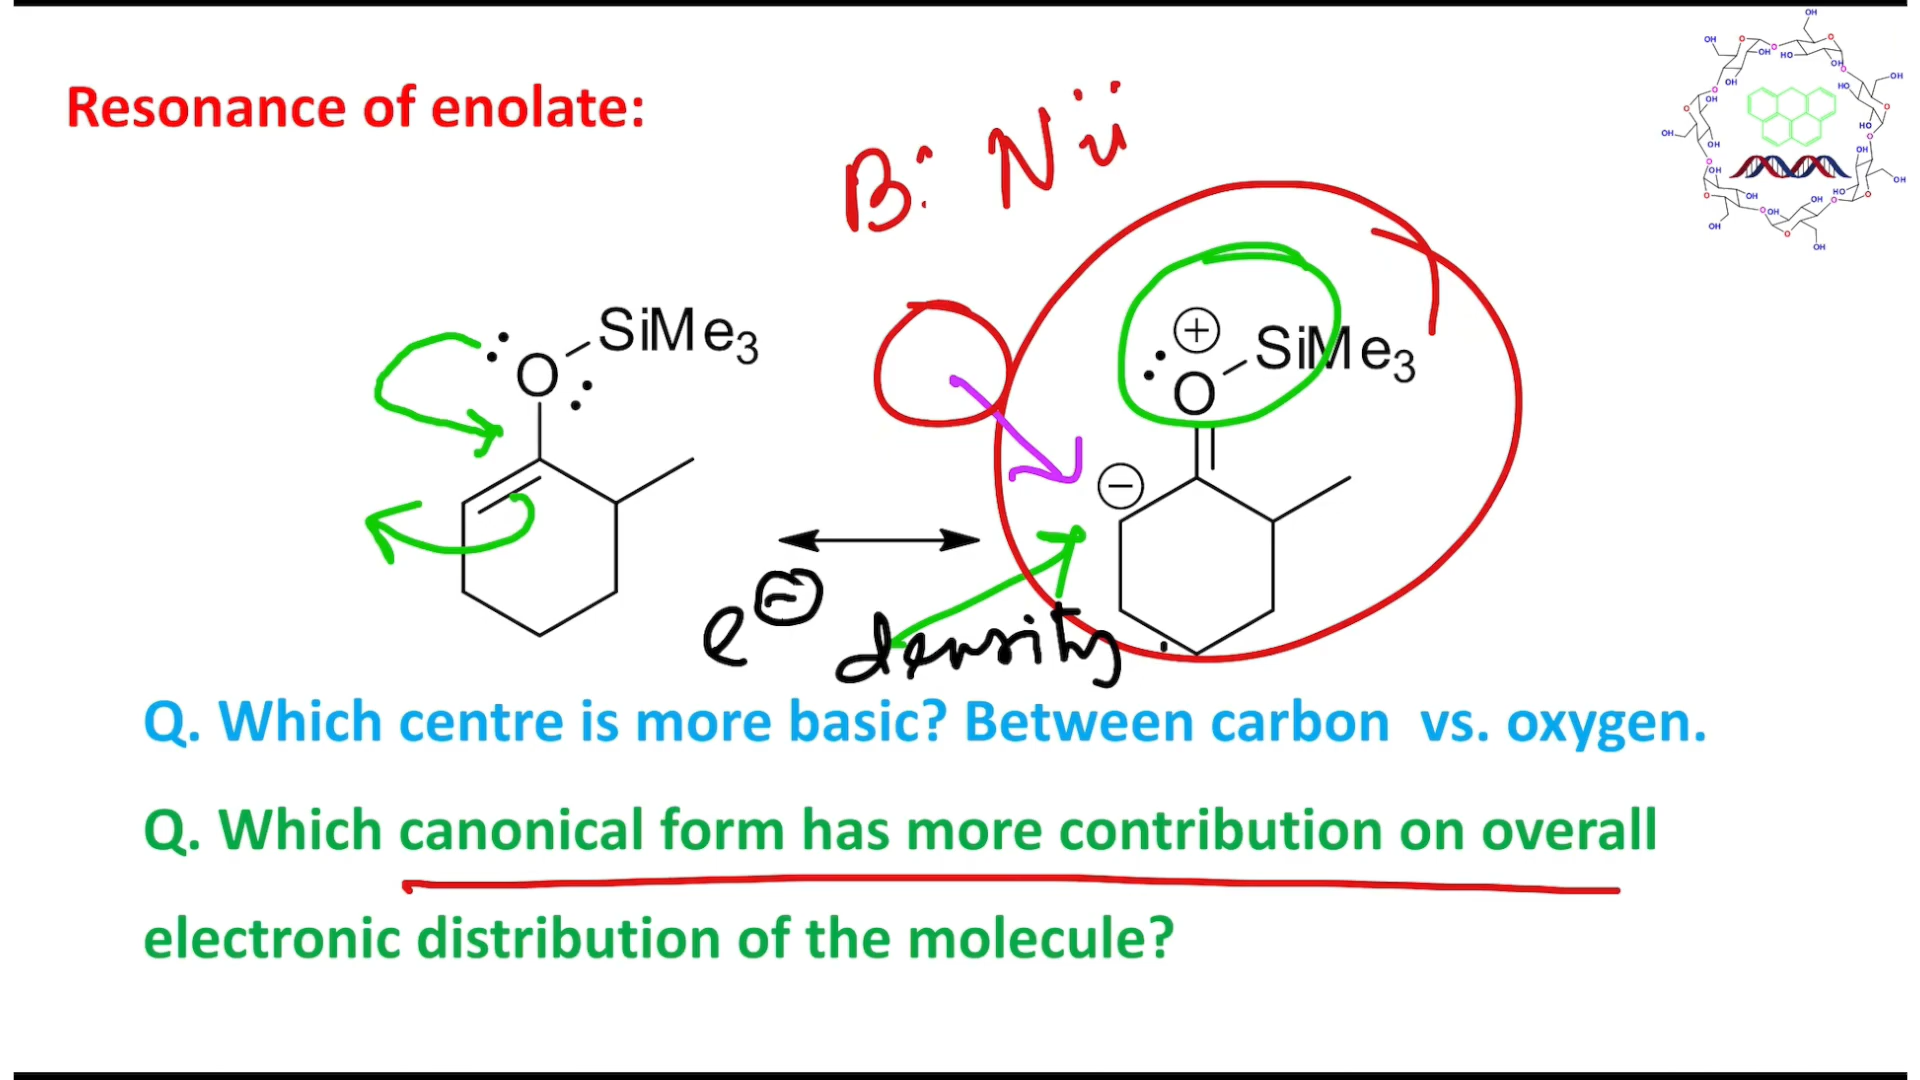 Resonance of enolate:
B: Nü
SiMe3
O
⊕
SiMe3
O
⊖
e⊖ density
Q. Which centre is more basic? Between carbon vs. oxygen.
Q. Which canonical form has more contribution on overall
electronic distribution of the molecule?